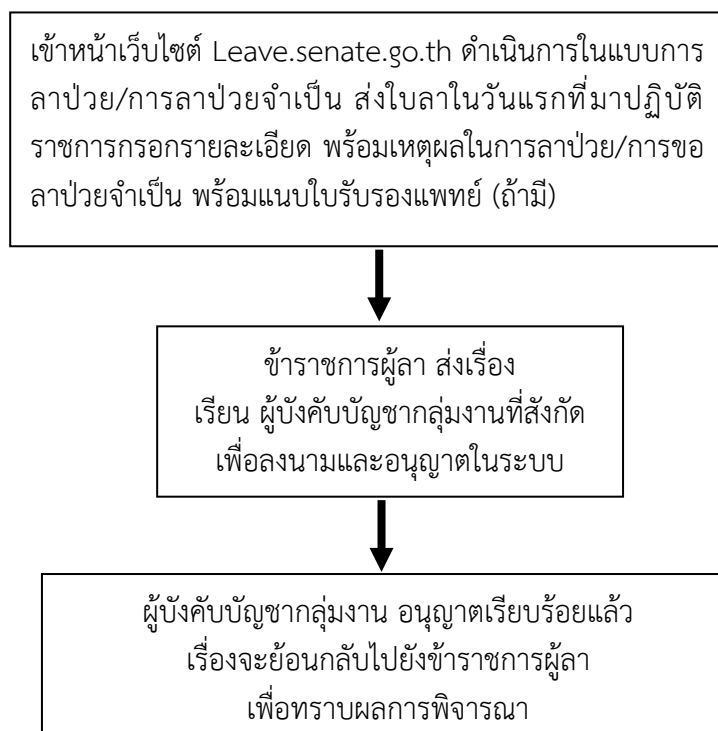 เข้าหน้าเว็บไซต์ Leave.senate.go.th ดำเนินการในแบบการ
ลาป่วย/การลาป่วยจำเป็น ส่งใบลาในวันแรกที่มาปฏิบัติ
ราชการกรอกรายละเอียด พร้อมเหตุผลในการลาป่วย/การขอ
ลาป่วยจำเป็น พร้อมแนบใบรับรองแพทย์ (ถ้ามี)
ข้าราชการผู้ลา ส่งเรื่อง
เรียน ผู้บังคับบัญชากลุ่มงานที่สังกัด
เพื่อลงนามและอนุญาตในระบบ
ผู้บังคับบัญชากลุ่มงาน อนุญาตเรียบร้อยแล้ว
เรื่องจะย้อนกลับไปยังข้าราชการผู้ลา
เพื่อทราบผลการพิจารณา